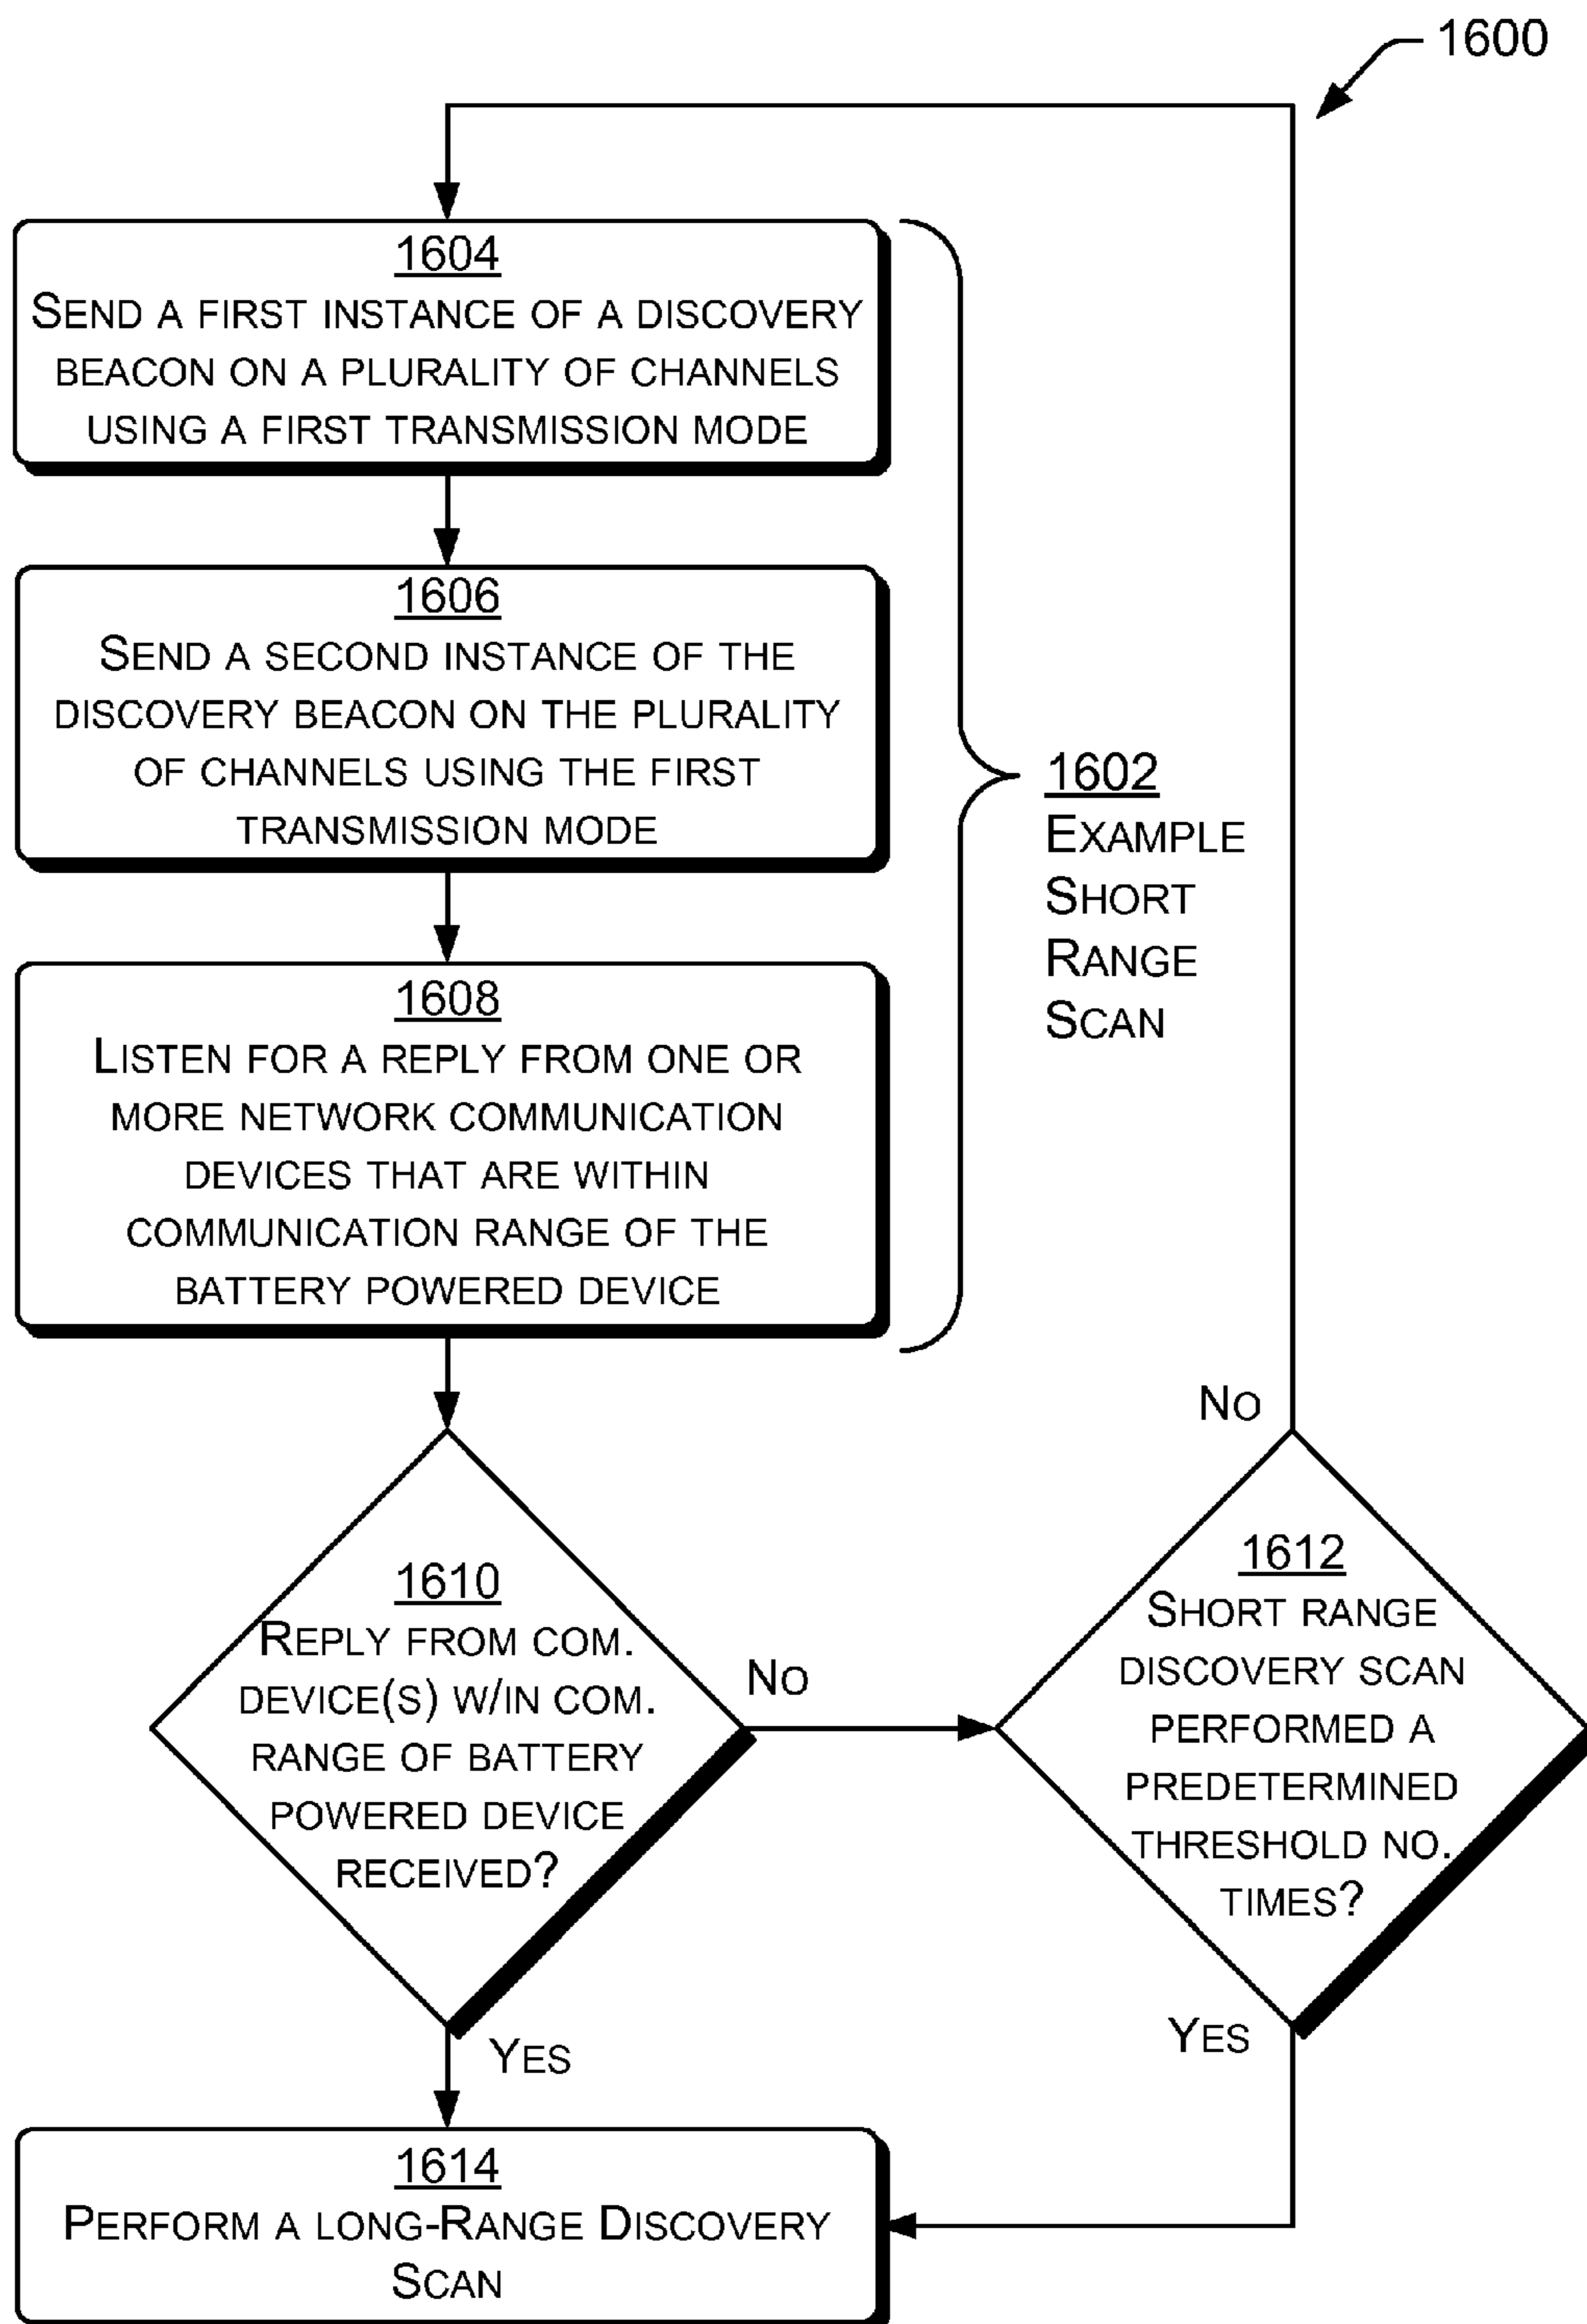 1600
1604
SEND A FIRST INSTANCE OF A DISCOVERY
BEACON ON A PLURALITY OF CHANNELS
USING A FIRST TRANSMISSION MODE
1606
SEND A SECOND INSTANCE OF THE
DISCOVERY BEACON ON THE PLURALITY
OF CHANNELS USING THE FIRST
TRANSMISSION MODE
1602
EXAMPLE
SHORT
RANGE
SCAN
1608
LISTEN FOR A REPLY FROM ONE OR
MORE NETWORK COMMUNICATION
DEVICES THAT ARE WITHIN
COMMUNICATION RANGE OF THE
BATTERY POWERED DEVICE
1610
REPLY FROM COM.
DEVICE(S) W/IN COM.
RANGE OF BATTERY
POWERED DEVICE
RECEIVED?
NO
YES
1612
SHORT RANGE
DISCOVERY SCAN
PERFORMED A
PREDETERMINED
THRESHOLD NO.
TIMES?
NO
YES
1614
PERFORM A LONG-RANGE DISCOVERY
SCAN